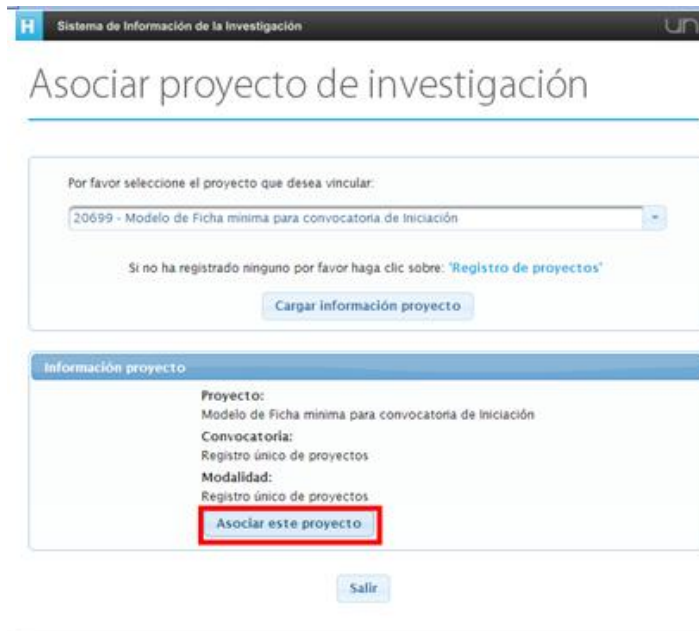 H Sistema de Información de la Investigación
Asociar proyecto de investigación
Por favor seleccione el proyecto que desea vincular:
20699 - Modelo de Ficha minima para convocatoria de Iniciación
Si no ha registrado ninguno por favor haga clic sobre: "Registro de proyectos"
Cargar información proyecto
Información proyecto
Proyecto:
Modelo de Ficha minima para convocatoria de Iniciación
Convocatoria:
Registro único de proyectos
Modalidad:
Registro único de proyectos
Asociar este proyecto
Salir